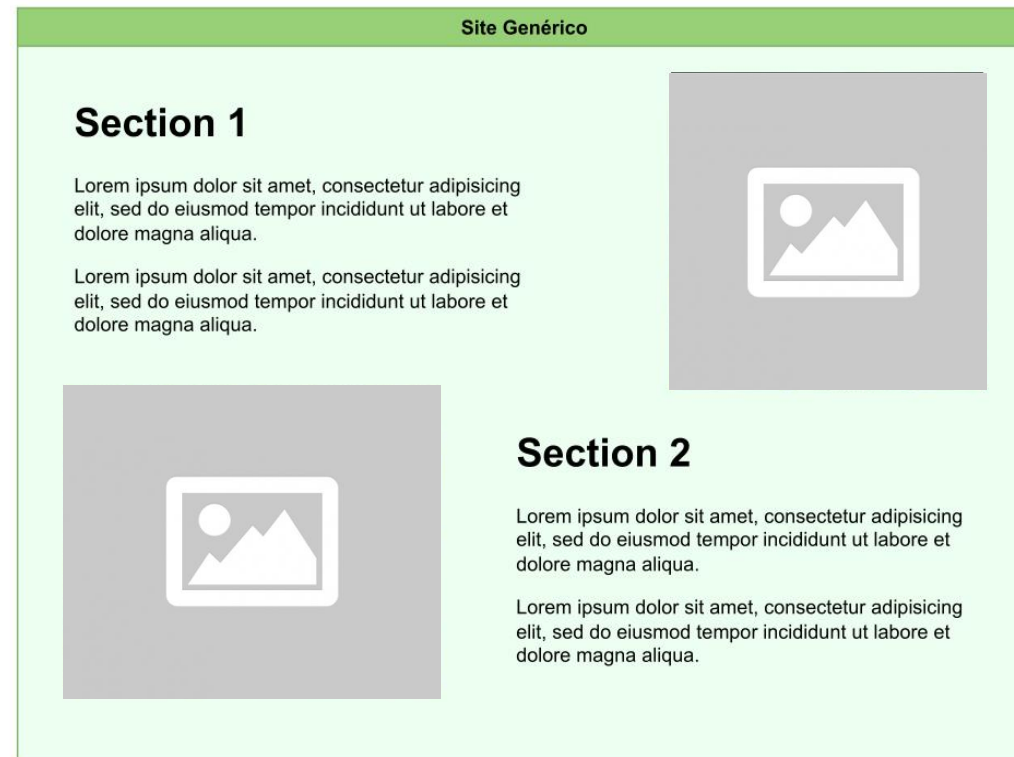 Site Genérico
Section 1
Lorem ipsum dolor sit amet, consectetur adipisicing
elit, sed do eiusmod tempor incididunt ut labore et
dolore magna aliqua.
Lorem ipsum dolor sit amet, consectetur adipisicing
elit, sed do eiusmod tempor incididunt ut labore et
dolore magna aliqua.
Section 2
Lorem ipsum dolor sit amet, consectetur adipisicing
elit, sed do eiusmod tempor incididunt ut labore et
dolore magna aliqua.
Lorem ipsum dolor sit amet, consectetur adipisicing
elit, sed do eiusmod tempor incididunt ut labore et
dolore magna aliqua.